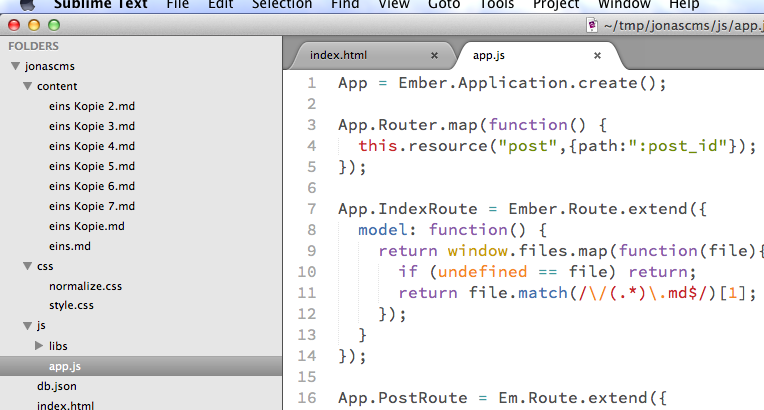 Sublime Text File Edit Selection Find View Goto Tools Project Window Help
~/tmp/jonascms/js/app.j
FOLDERS
jonascms
content
eins Kopie 2.md
eins Kopie 3.md
eins Kopie 4.md
eins Kopie 5.md
eins Kopie 6.md
eins Kopie 7.md
eins Kopie.md
eins.md
css
normalize.css
style.css
js
libs
app.js
db.json
index.html
index.html × app.js ×
1 App = Ember.Application.create();
2
3 App.Router.map(function() {
4 this.resource("post",{path:":post_id"});
5 });
6
7 App.IndexRoute = Ember.Route.extend({
8 model: function() {
9 return window.files.map(function(file){
10 if (undefined == file) return;
11 return file.match(/\/(.*)\.md$/)[1];
12 });
13 }
14 });
15
16 App.PostRoute = Em.Route.extend({